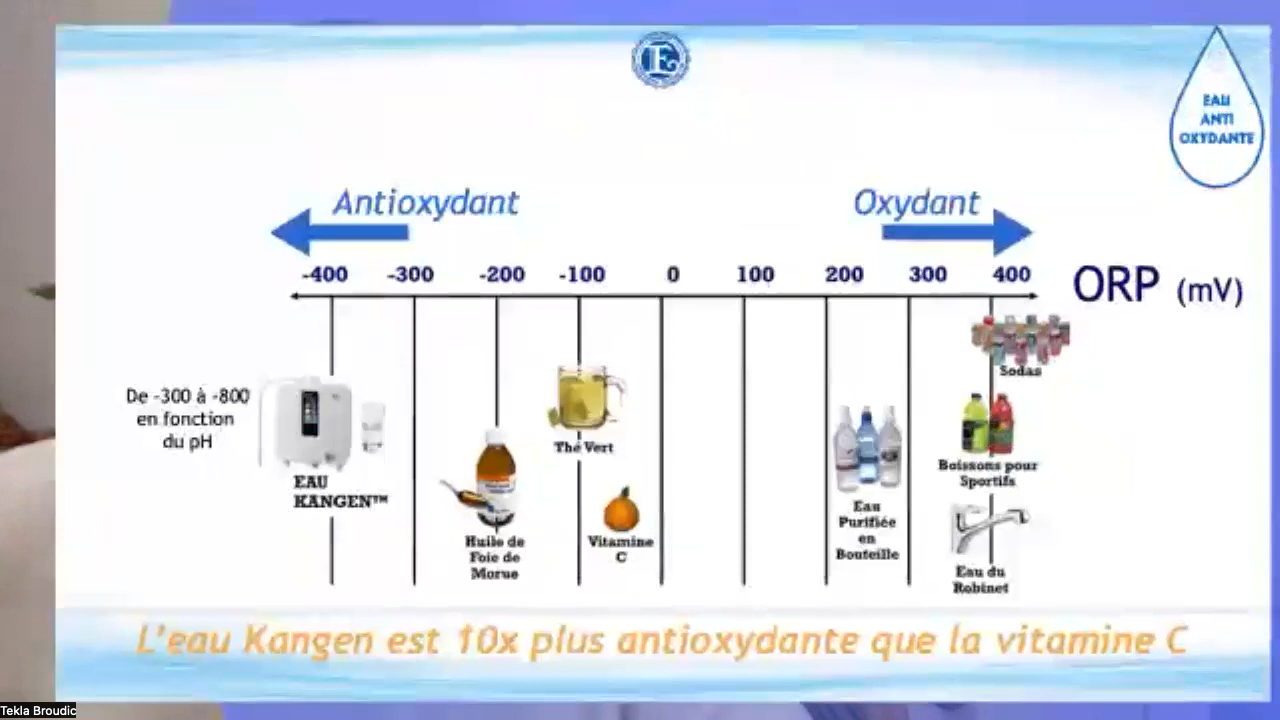 E
EAU
ANTI
OXYDANTE
Antioxydant
Oxydant
-400 -300 -200 -100 0 100 200 300 400 ORP (mV)
Sodas
De -300 à -800
en fonction
du pH
Thé Vert
Boissons pour
Sportifs
EAU
KANGEN™
Eau
Purifiée
en
Bouteille
Huile de
Foie de
Morue
Vitamine
C
Eau du
Robinet
L'eau Kangen est 10x plus antioxydante que la vitamine C
Tekla Broudic